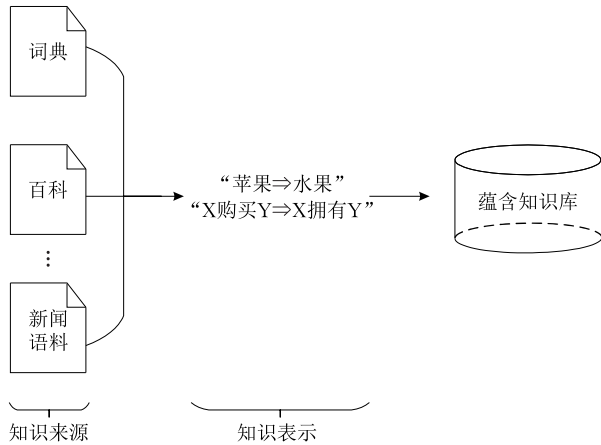 词典
百科
⋮
新闻
语料
“苹果⇒水果”
“X购买Y⇒X拥有Y”
蕴含知识库
知识来源
知识表示